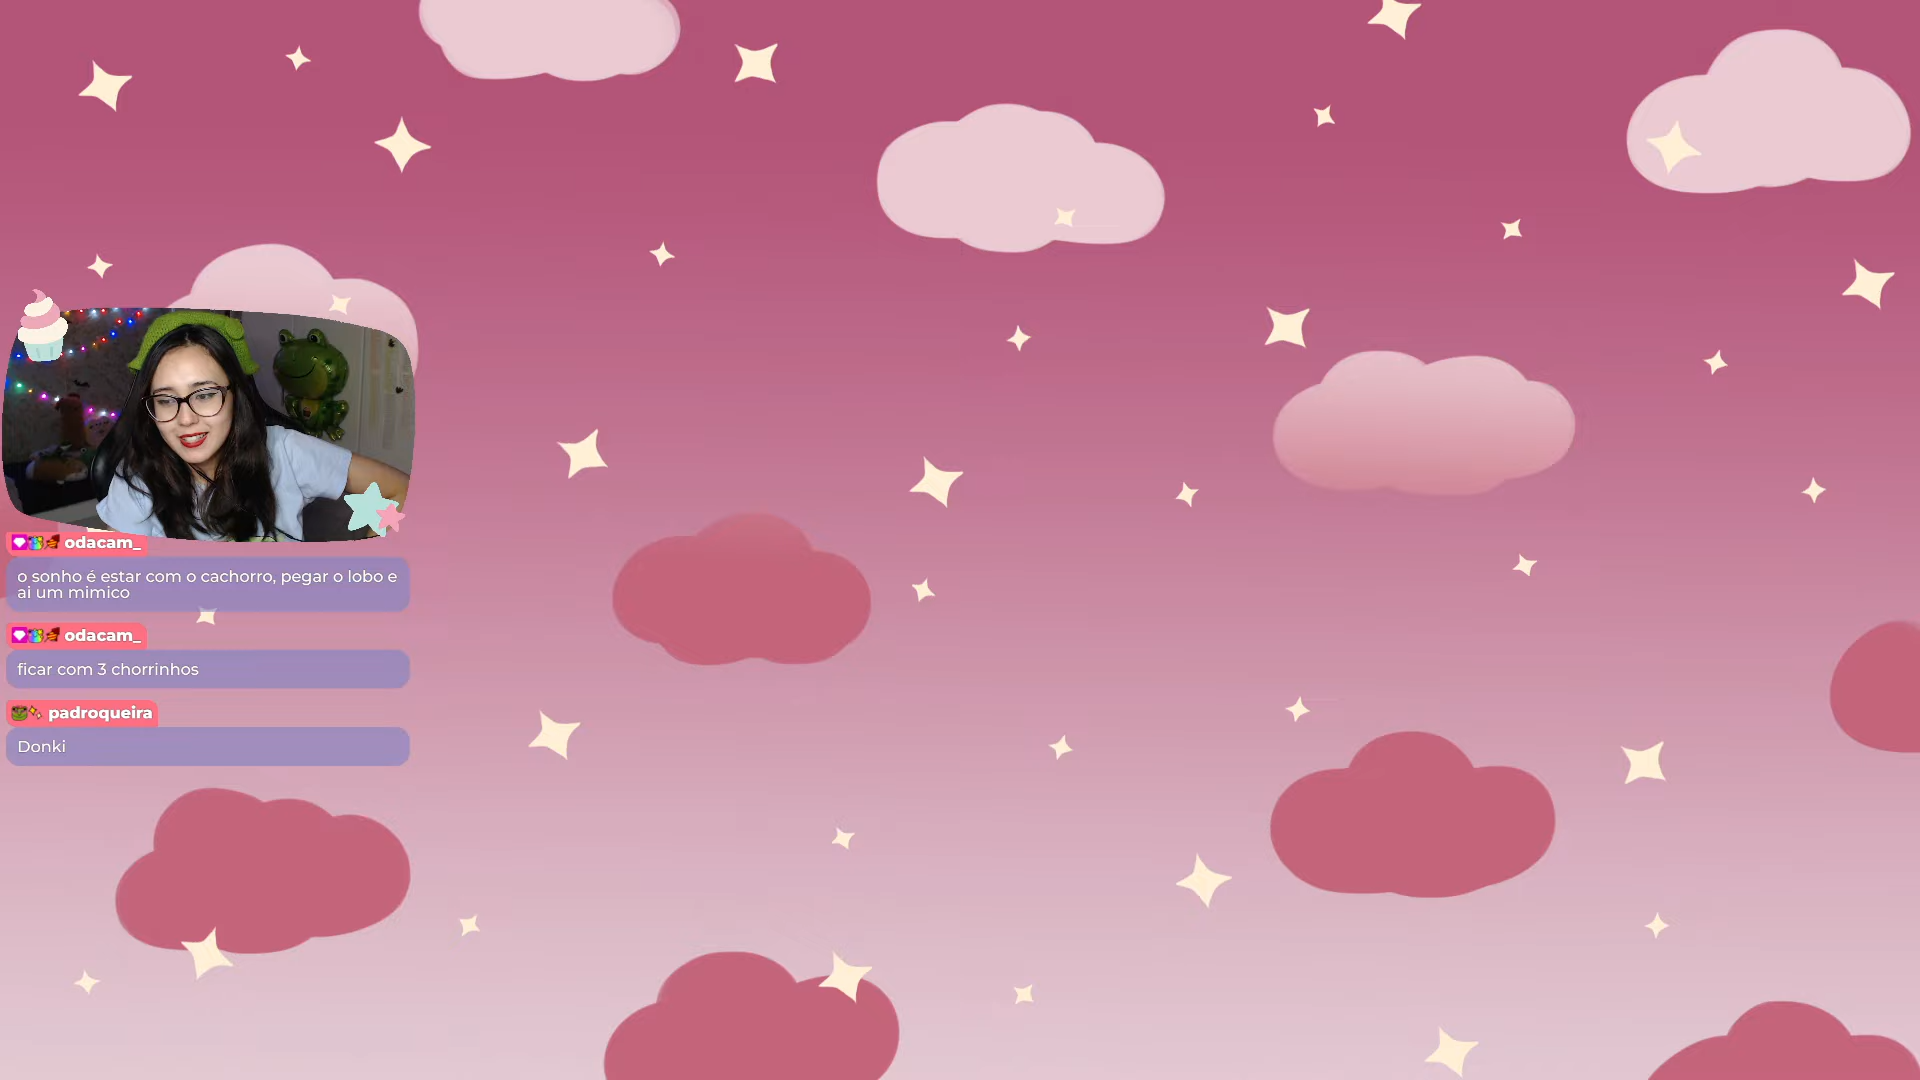 odacam_
o sonho é estar com o cachorro, pegar o lobo e
ai um mimico
odacam_
ficar com 3 chorrinhos
padroqueira
Donki